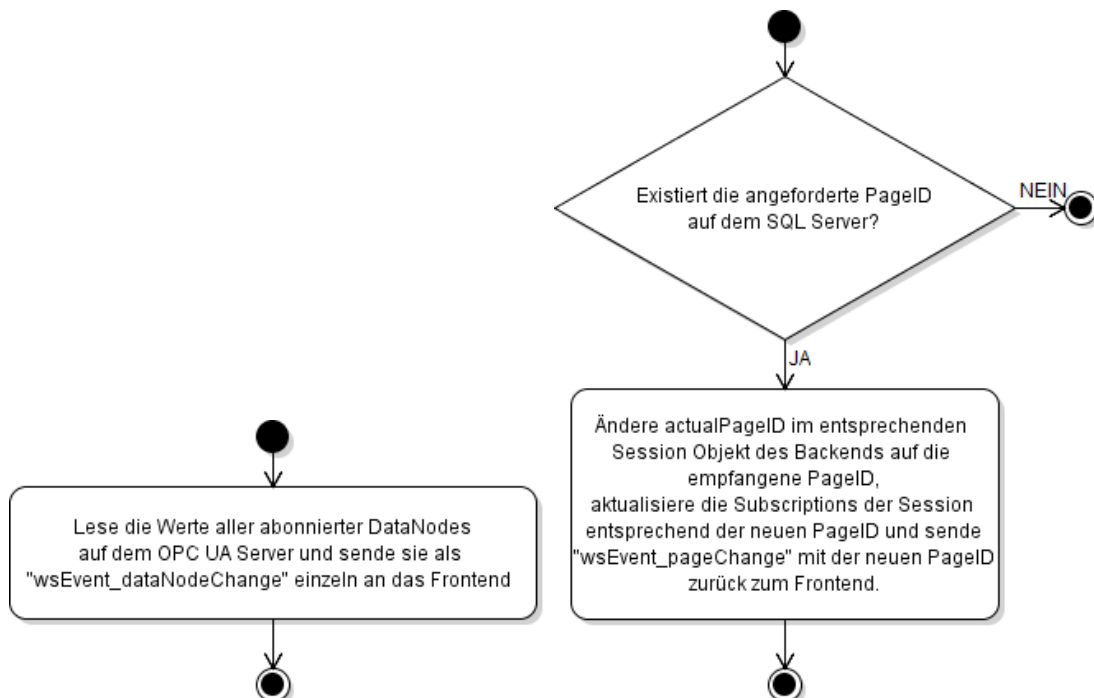 Existiert die angeforderte PageID
auf dem SQL Server?
NEIN
JA
Ändere actualPageID im entsprechenden
Session Objekt des Backends auf die
empfangene PageID,
aktualisiere die Subscriptions der Session
entsprechend der neuen PageID und sende
"wsEvent_pageChange" mit der neuen PageID
zurück zum Frontend.
Lese die Werte aller abonnierter DataNodes
auf dem OPC UA Server und sende sie als
"wsEvent_dataNodeChange" einzeln an das Frontend